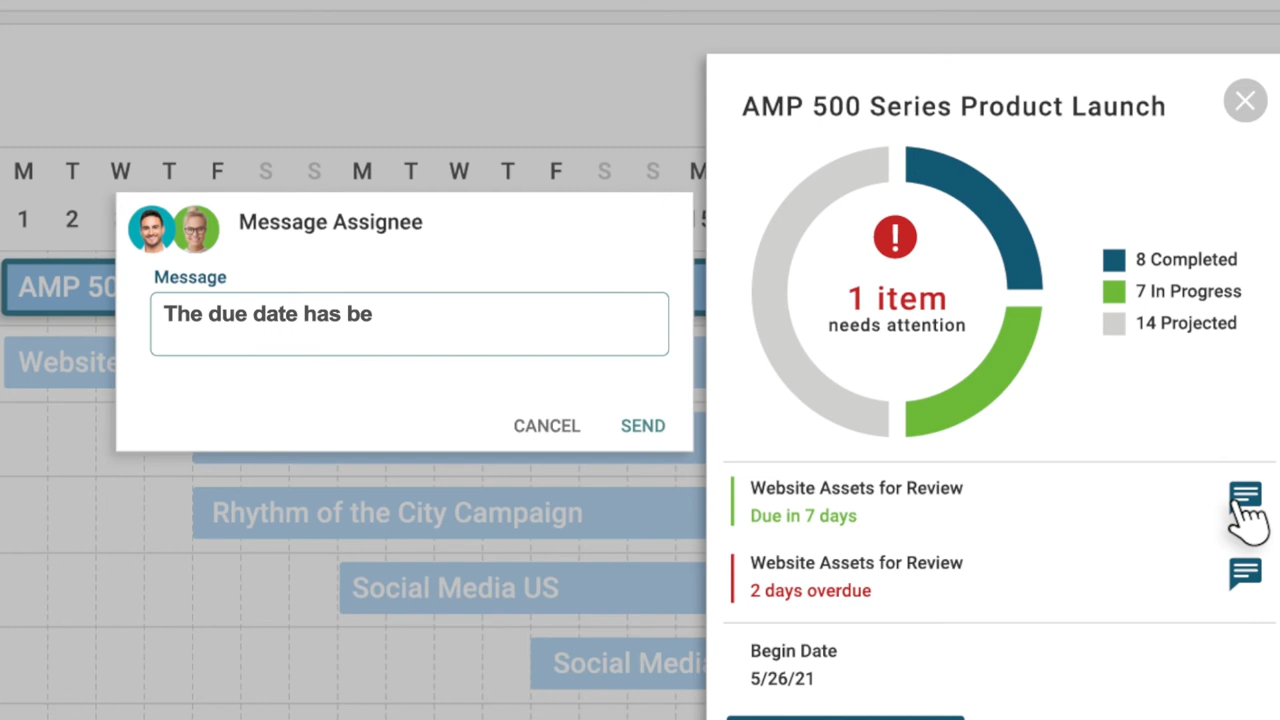 M T W T F S S M T W T F S S M
1 2
AMP 50
Website
Rhythm of the City Campaign
Social Media US
Social Media
Message Assignee
Message
The due date has be
CANCEL SEND
AMP 500 Series Product Launch
!
1 item
needs attention
8 Completed
7 In Progress
14 Projected
Website Assets for Review
Due in 7 days
Website Assets for Review
2 days overdue
Begin Date
5/26/21